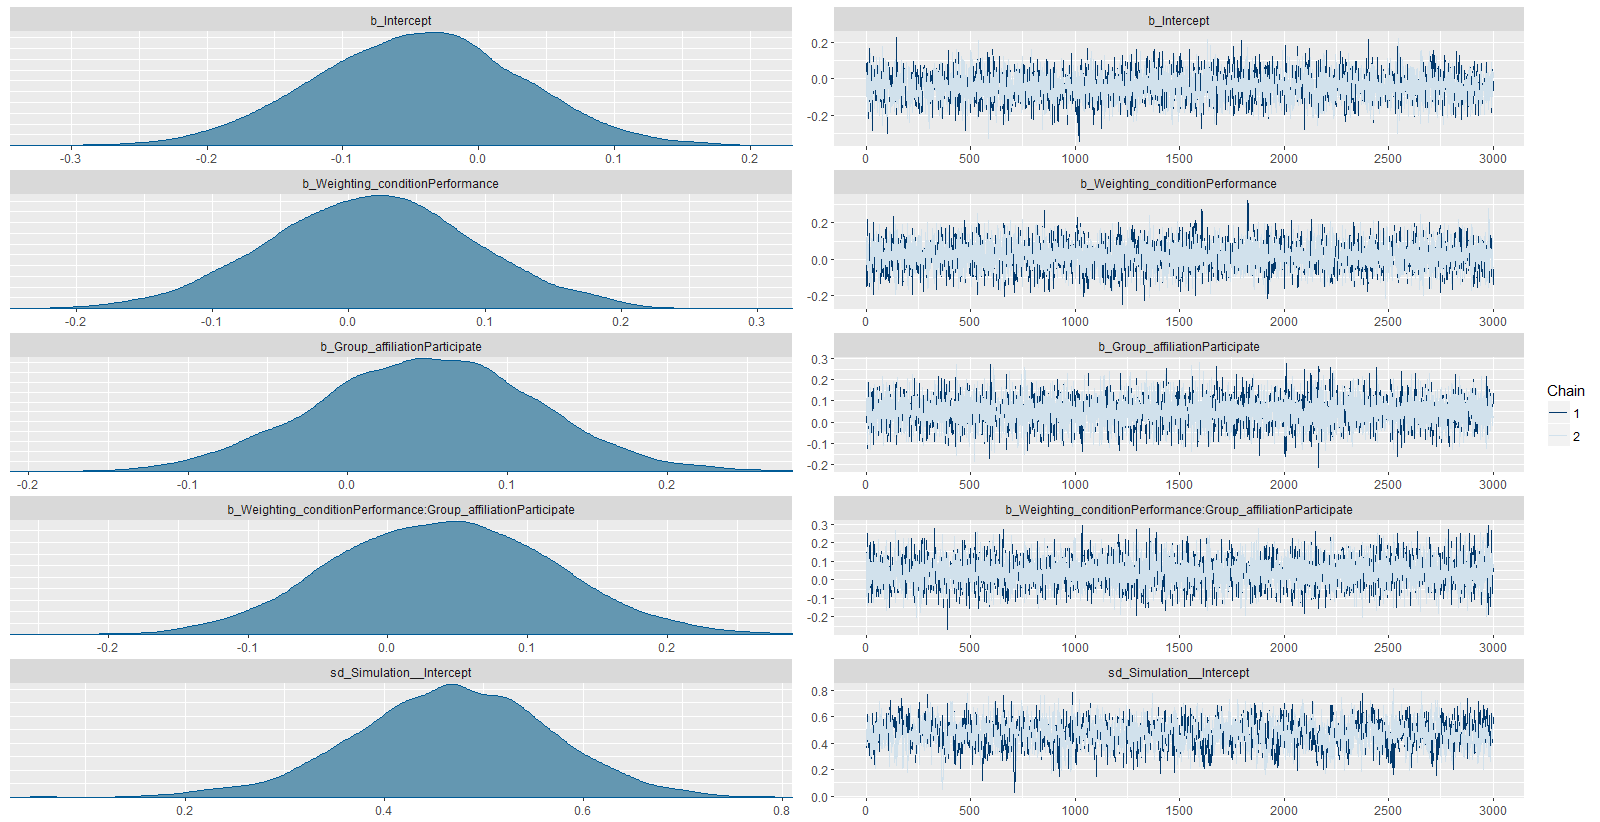 b_Intercept
-0.3 -0.2 -0.1 0.0 0.1 0.2
b_Intercept
0.2
0.0
-0.2
0 500 1000 1500 2000 2500 3000
b_Weighting_conditionPerformance
-0.2 -0.1 0.0 0.1 0.2 0.3
b_Weighting_conditionPerformance
0.2
0.0
-0.2
0 500 1000 1500 2000 2500 3000
b_Group_affiliationParticipate
-0.2 -0.1 0.0 0.1 0.2
b_Group_affiliationParticipate
0.3
0.2
0.1
0.0
-0.1
-0.2
0 500 1000 1500 2000 2500 3000
b_Weighting_conditionPerformance:Group_affiliationParticipate
-0.2 -0.1 0.0 0.1 0.2
b_Weighting_conditionPerformance:Group_affiliationParticipate
0.3
0.2
0.1
0.0
-0.1
-0.2
0 500 1000 1500 2000 2500 3000
sd_Simulation__Intercept
0.2 0.4 0.6 0.8
sd_Simulation__Intercept
0.8
0.6
0.4
0.2
0.0
0 500 1000 1500 2000 2500 3000
Chain
1
2